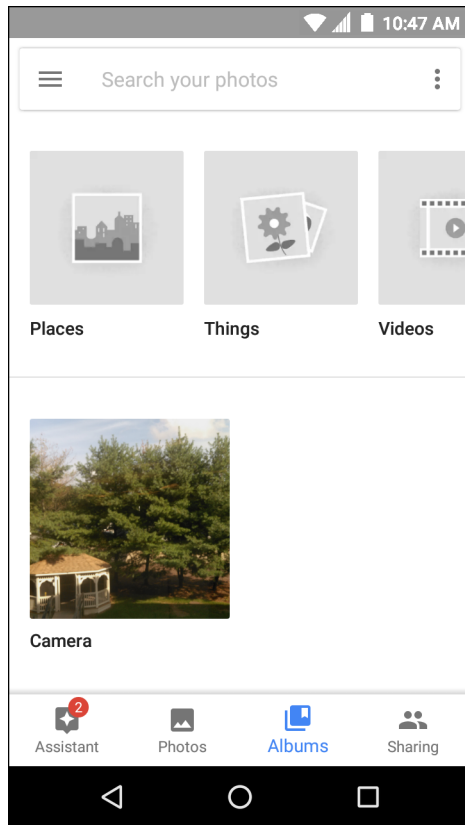 10:47 AM
Search your photos
Places Things Videos
Camera
2
Assistant Photos Albums Sharing